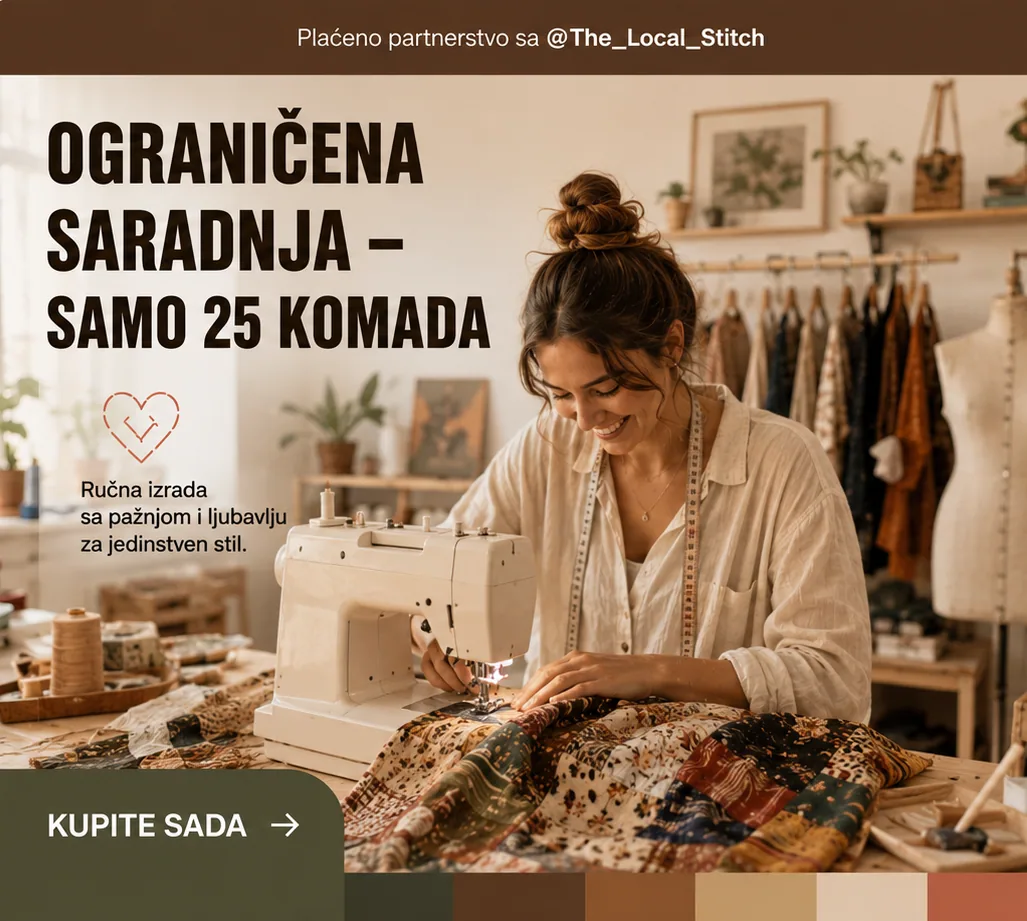 Plaćeno partnerstvo sa @The_Local_Stitch
OGRANIČENA
SARADNJA –
SAMO 25 KOMADA
Ručna izrada
sa pažnjom i ljubavlju
za jedinstven stil.
KUPITE SADA →